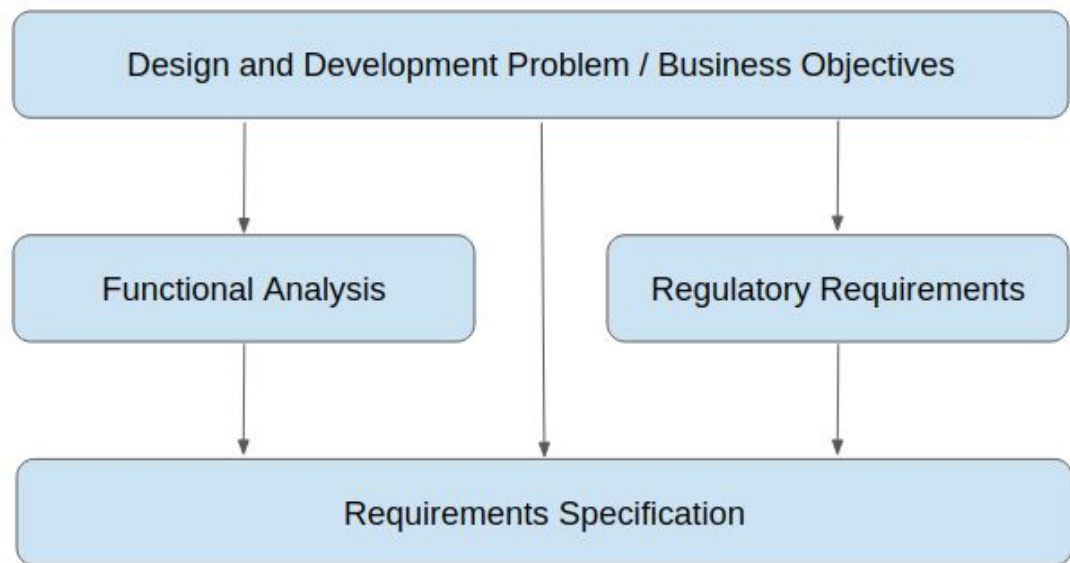 Design and Development Problem / Business Objectives
Functional Analysis
Regulatory Requirements
Requirements Specification